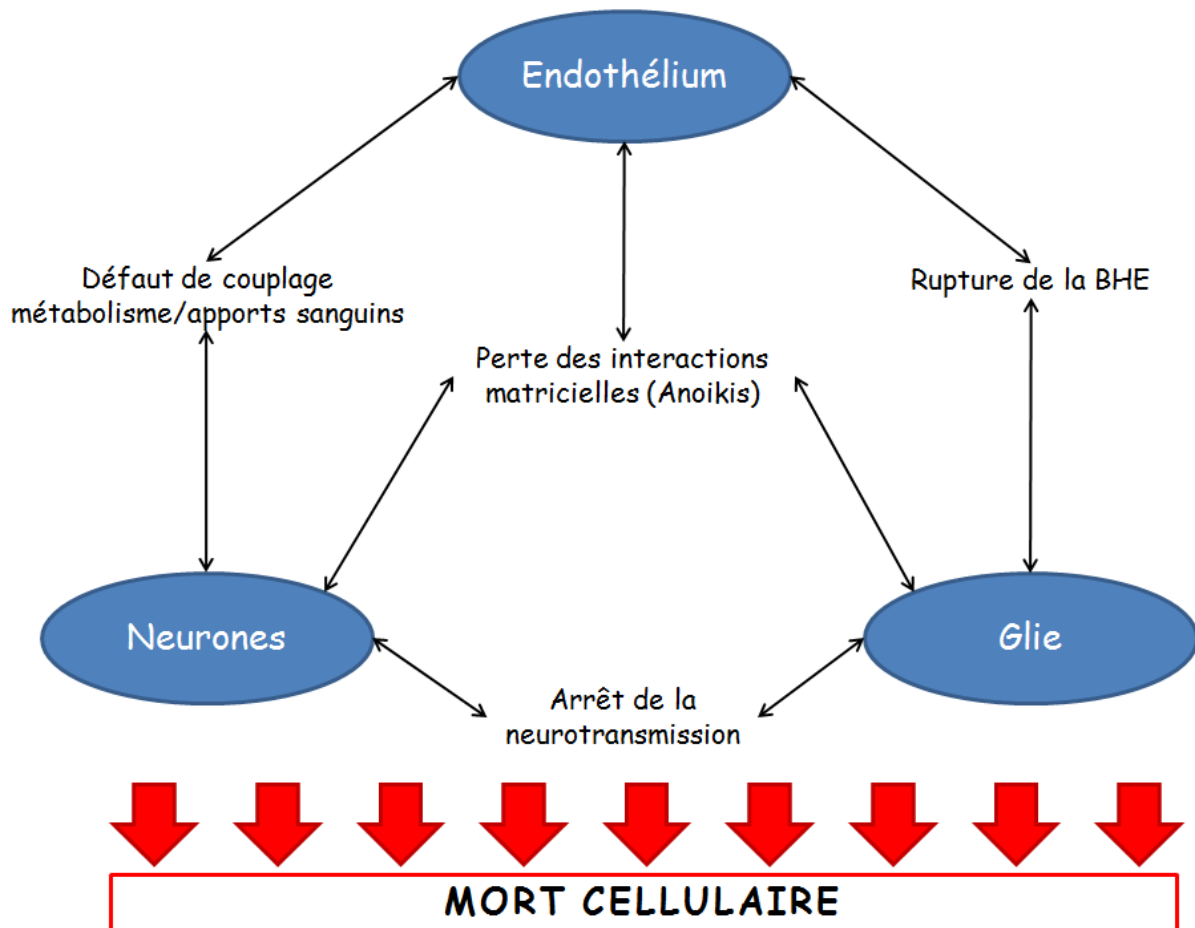 Endothélium
Défaut de couplage
métabolisme/apports sanguins
Rupture de la BHE
Perte des interactions
matricielles (Anoikis)
Neurones
Glie
Arrêt de la
neurotransmission
MORT CELLULAIRE